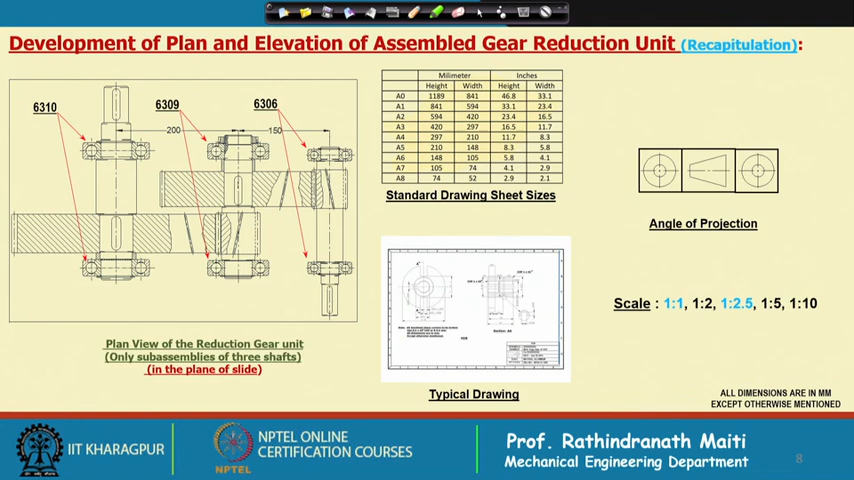 Development of Plan and Elevation of Assembled Gear Reduction Unit (Recapitulation):
6310
6309
6306
200
150
Plan View of the Reduction Gear unit
(Only subassemblies of three shafts)
(in the plane of slide)
Milimeter Inches
Height Width Height Width
A0 1189 841 46.8 33.1
A1 841 594 33.1 23.4
A2 594 420 23.4 16.5
A3 420 297 16.5 11.7
A4 297 210 11.7 8.3
A5 210 148 8.3 5.8
A6 148 105 5.8 4.1
A7 105 74 4.1 2.9
A8 74 52 2.9 2.1
Standard Drawing Sheet Sizes
Typical Drawing
Angle of Projection
Scale : 1:1, 1:2, 1:2.5, 1:5, 1:10
ALL DIMENSIONS ARE IN MM
EXCEPT OTHERWISE MENTIONED
IIT KHARAGPUR
NPTEL
NPTEL ONLINE
CERTIFICATION COURSES
Prof. Rathindranath Maiti
Mechanical Engineering Department
8